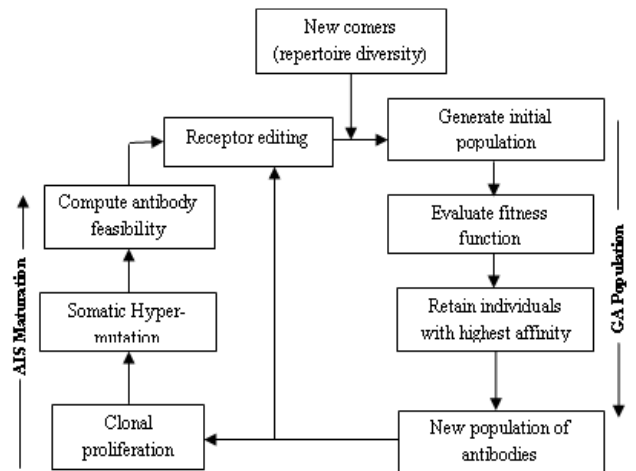 New comers
(repertoire diversity)
Receptor editing
Generate initial
population
Compute antibody
feasibility
Evaluate fitness
function
AIS Maturation
GA Population
Somatic Hyper-
mutation
Retain individuals
with highest affinity
Clonal
proliferation
New population of
antibodies